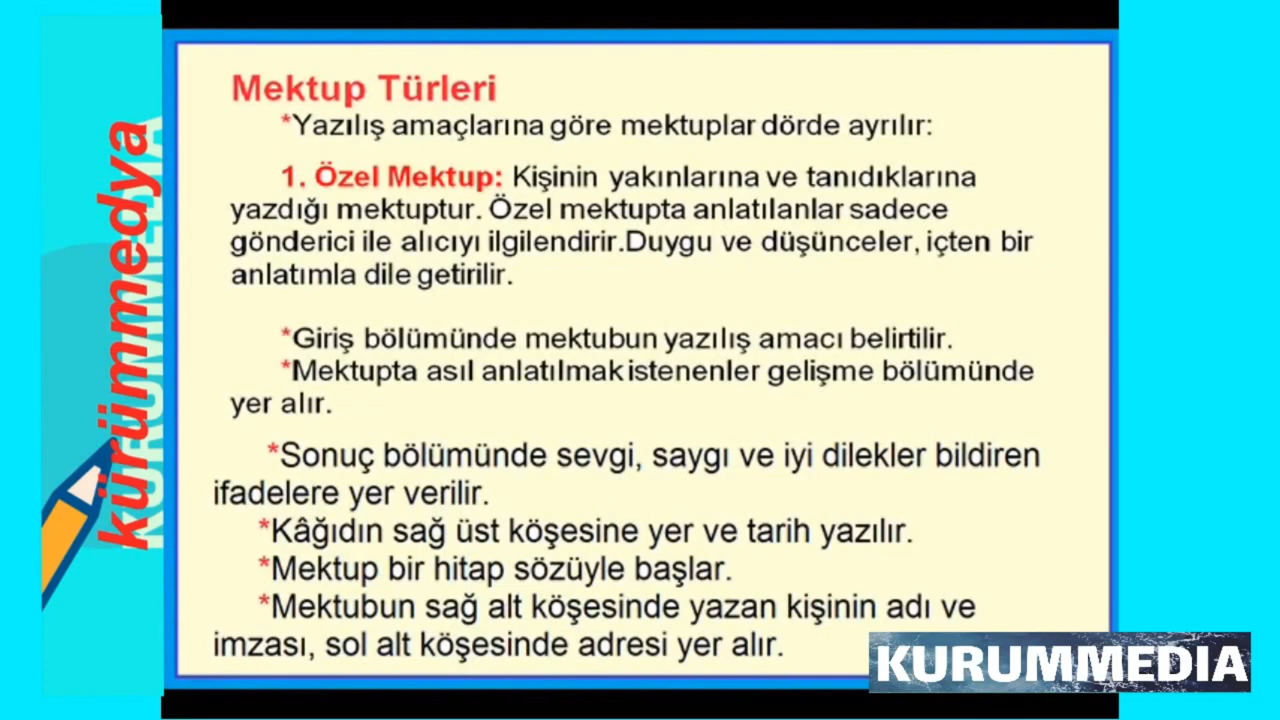 Mektup Türleri
*Yazılış amaçlarına göre mektuplar dörde ayrılır:
1. Özel Mektup: Kişinin yakınlarına ve tanıdıklarına
yazdığı mektuptur. Özel mektupta anlatılanlar sadece
gönderici ile alıcıyı ilgilendirir.Duygu ve düşünceler, içten bir
anlatımla dile getirilir.
*Giriş bölümünde mektubun yazılış amacı belirtilir.
*Mektupta asıl anlatılmak istenenler gelişme bölümünde
yer alır.
*Sonuç bölümünde sevgi, saygı ve iyi dilekler bildiren
ifadelere yer verilir.
*Kâğıdın sağ üst köşesine yer ve tarih yazılır.
*Mektup bir hitap sözüyle başlar.
*Mektubun sağ alt köşesinde yazan kişinin adı ve
imzası, sol alt köşesinde adresi yer alır.
kürümmedya
KURUMMEDIA
KURUMMEDIA